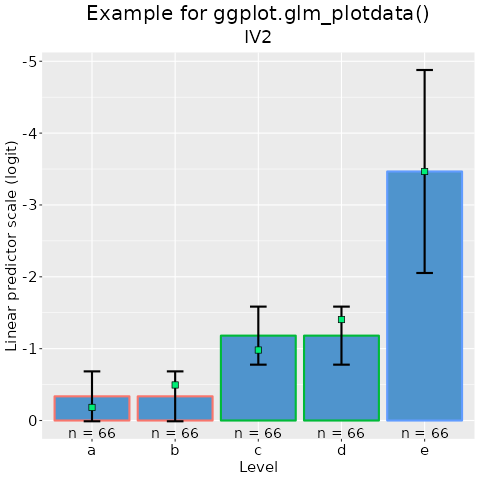 Example for ggplot.glm_plotdata()
IV2
Linear predictor scale (logit)
-5
-4
-3
-2
-1
0
n = 66 n = 66 n = 66 n = 66 n = 66
a b c d e
Level